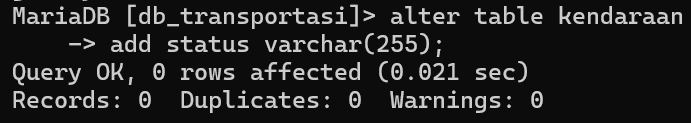 MariaDB [db_transportasi]> alter table kendaraan
    -> add status varchar(255);
Query OK, 0 rows affected (0.021 sec)
Records: 0  Duplicates: 0  Warnings: 0